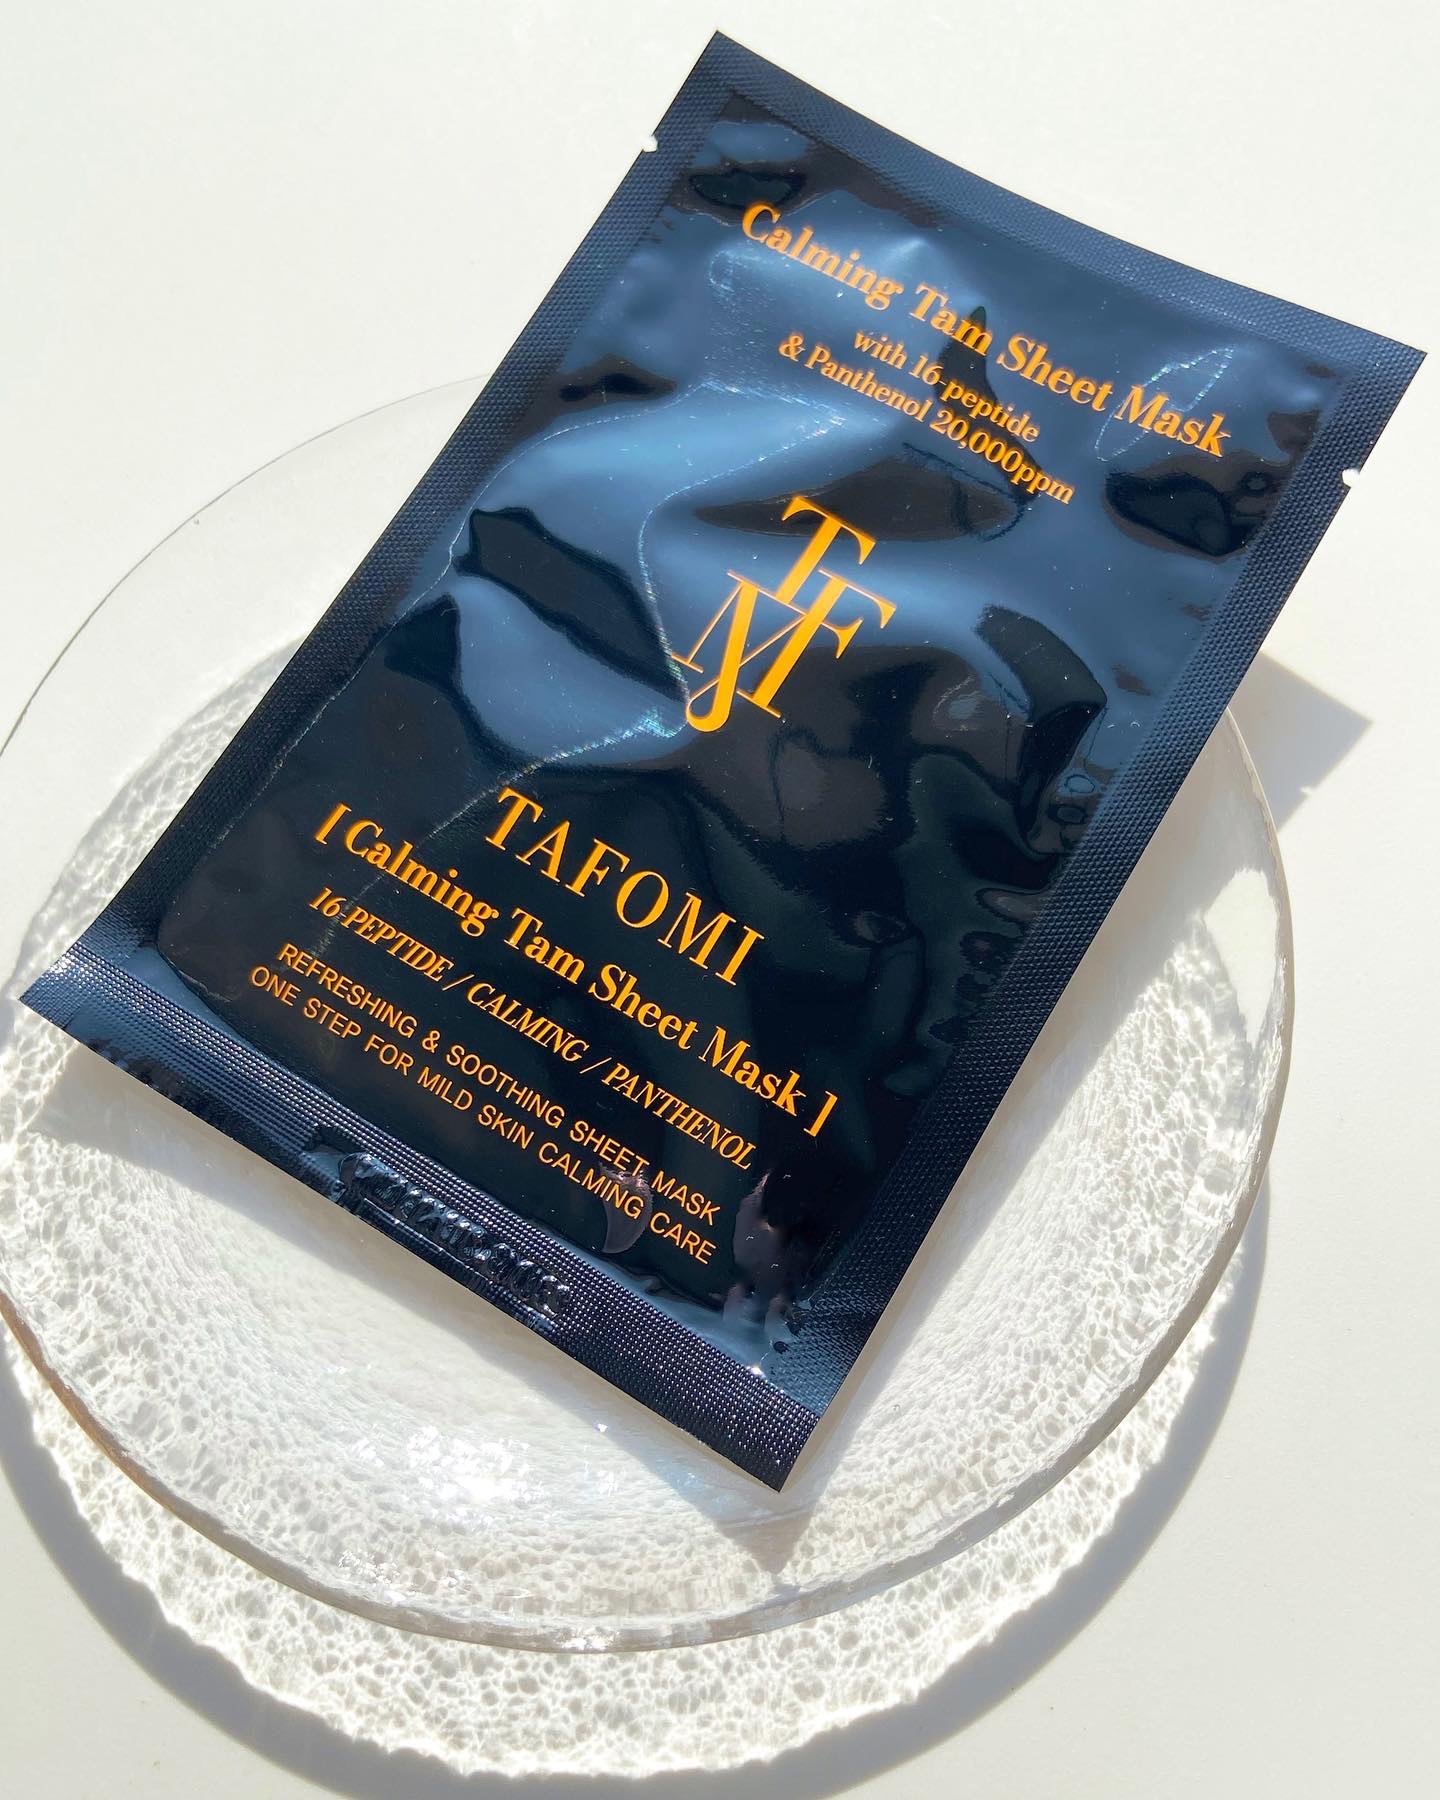 Calming Tam Sheet Mask
with 16-peptide
& Panthenol 20,000ppm
TFMJ
TAFOMI
[ Calming Tam Sheet Mask ]
16-PEPTIDE / CALMING / PANTHENOL
REFRESHING & SOOTHING SHEET MASK
ONE STEP FOR MILD SKIN CALMING CARE